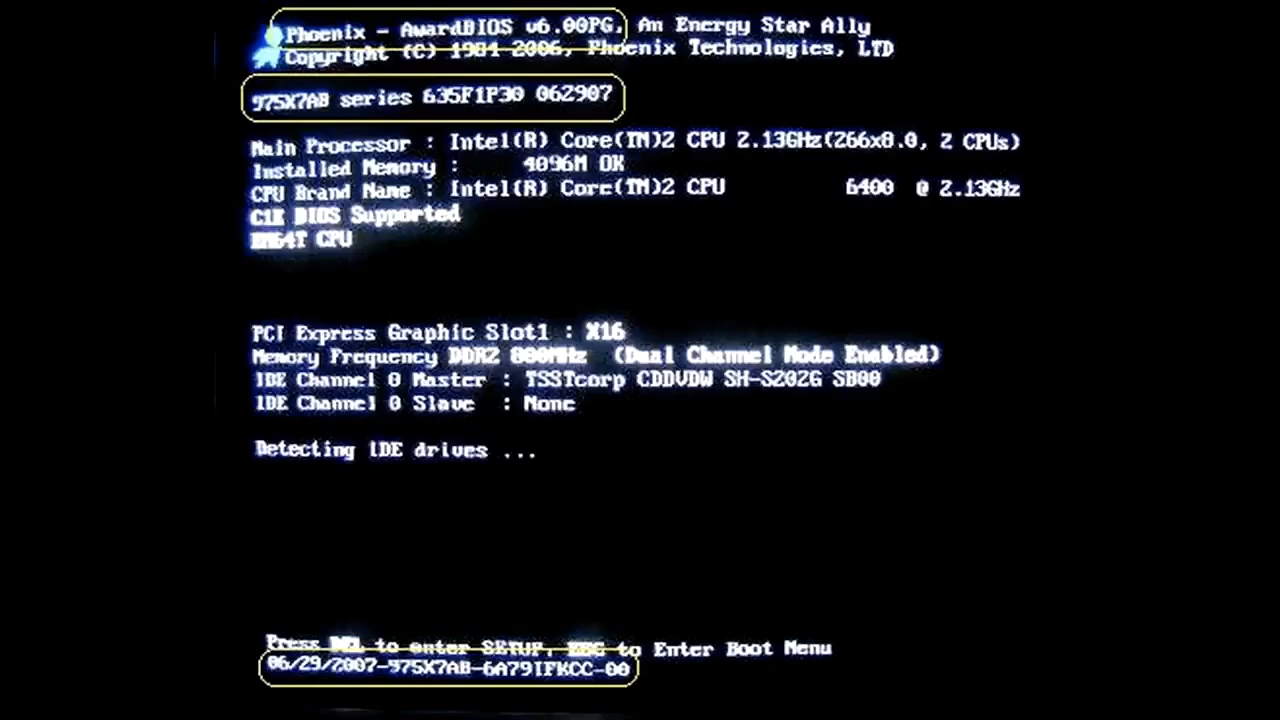 Phoenix - AwardBIOS v6.00PG, An Energy Star Ally
Copyright (C) 1984 2006, Phoenix Technologies, LTD
975X7AB series 635F1P30 062907
Main Processor : Intel(R) Core(TM)2 CPU 2.13GHz(266x8.0, 2 CPUs)
Installed Memory : 4096M OK
CPU Brand Name : Intel(R) Core(TM)2 CPU 6400 @ 2.13GHz
C1E BIOS Supported
EM64T CPU
PCI Express Graphic Slot1 : X16
Memory Frequency DDR2 800MHz (Dual Channel Mode Enabled)
IDE Channel 0 Master : TSSTcorp CDDVDW SH-S202G SB00
IDE Channel 0 Slave : None
Detecting IDE drives ...
Press DEL to enter SETUP, ESC to Enter Boot Menu
06/29/2007-975X7AB-6A79IFKCC-00